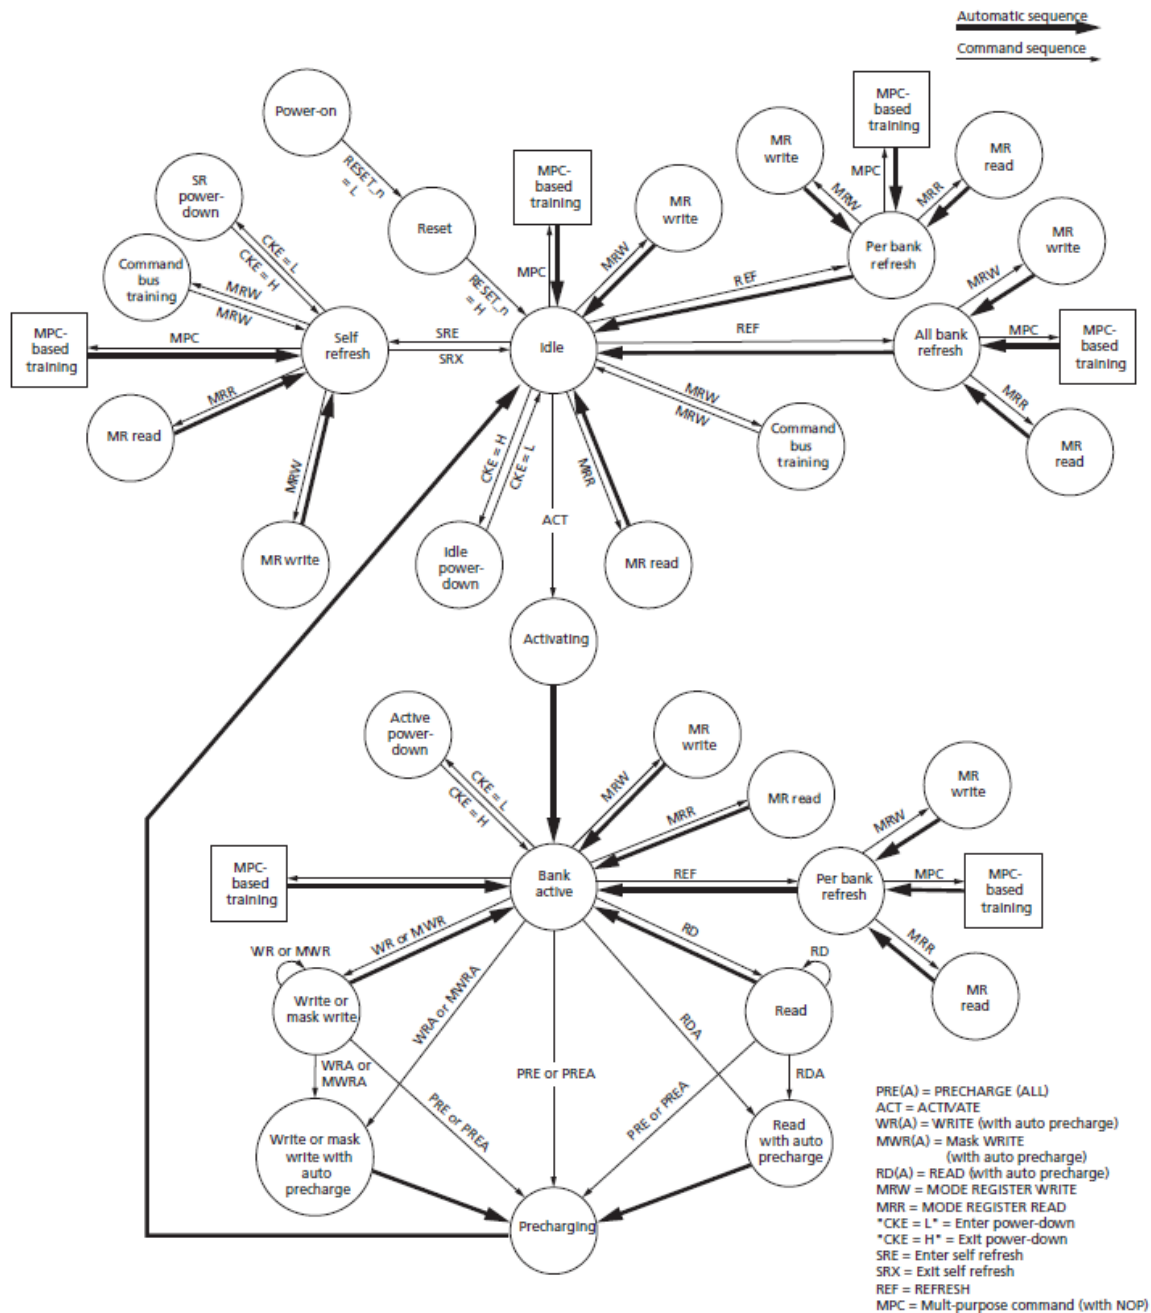 Automatic sequence
Command sequence
Power-on
RESET_n
= L
Reset
RESET_n
= H
SR
power-
down
CKE = L
CKE = H
Command
bus
training
MRW
MRW
MPC-
based
training
MPC
Self
refresh
MRR
MR read
MRW
MR write
SRE
SRX
MPC-
based
training
MPC
MR
write
MRW
Idle
MR
write
MRW
MPC-
based
training
MPC
MR
read
MRR
Per bank
refresh
REF
REF
MR
write
MRW
All bank
refresh
MPC
MPC-
based
training
MRR
MR
read
MRW
MRW
Command
bus
training
CKE = H
CKE = L
Idle
power-
down
ACT
MRR
MR read
Activating
Active
power-
down
CKE = L
CKE = H
MR
write
MRW
MR read
MRR
MPC-
based
training
Bank
active
REF
Per bank
refresh
MR
write
MRW
MPC
MPC-
based
training
MRR
MR
read
WR or MWR
WR or MWR
Write or
mask write
WRA or
MWRA
WRA or MWRA
PRE or PREA
PRE or PREA
RD
RD
Read
RDA
RDA
PRE or PREA
Write or mask
write with
auto
precharge
Read
with auto
precharge
Precharging
PRE(A) = PRECHARGE (ALL)
ACT = ACTIVATE
WR(A) = WRITE (with auto precharge)
MWR(A) = Mask WRITE
(with auto precharge)
RD(A) = READ (with auto precharge)
MRW = MODE REGISTER WRITE
MRR = MODE REGISTER READ
"CKE = L" = Enter power-down
"CKE = H" = Exit power-down
SRE = Enter self refresh
SRX = Exit self refresh
REF = REFRESH
MPC = Mult-purpose command (with NOP)